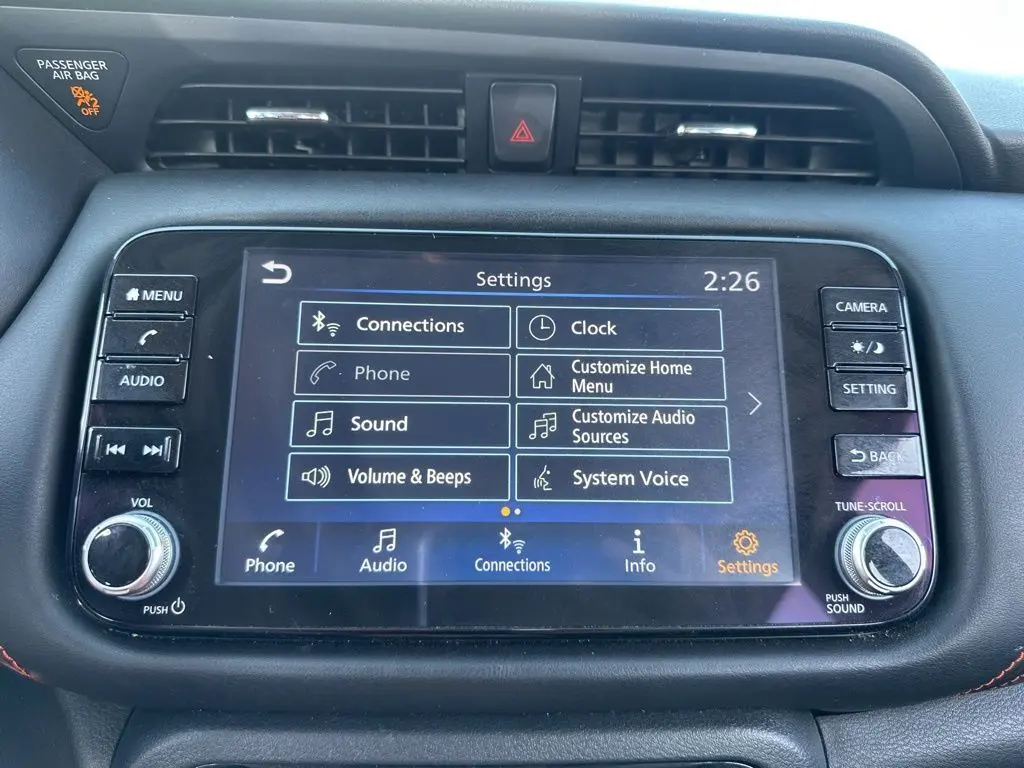 PASSENGER
AIR BAG
OFF
Settings
2:26
MENU
CAMERA
Connections
Clock
Phone
Customize Home
Menu
AUDIO
SETTING
Sound
Customize Audio
Sources
BACK
Volume & Beeps
System Voice
VOL
TUNE·SCROLL
Phone
Audio
Connections
Info
Settings
PUSH
PUSH
SOUND